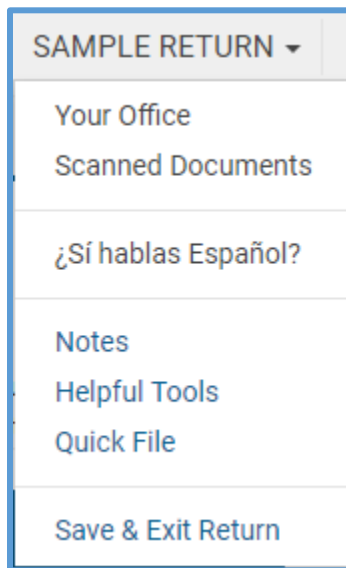 SAMPLE RETURN
Your Office
Scanned Documents
¿Sí hablas Español?
Notes
Helpful Tools
Quick File
Save & Exit Return